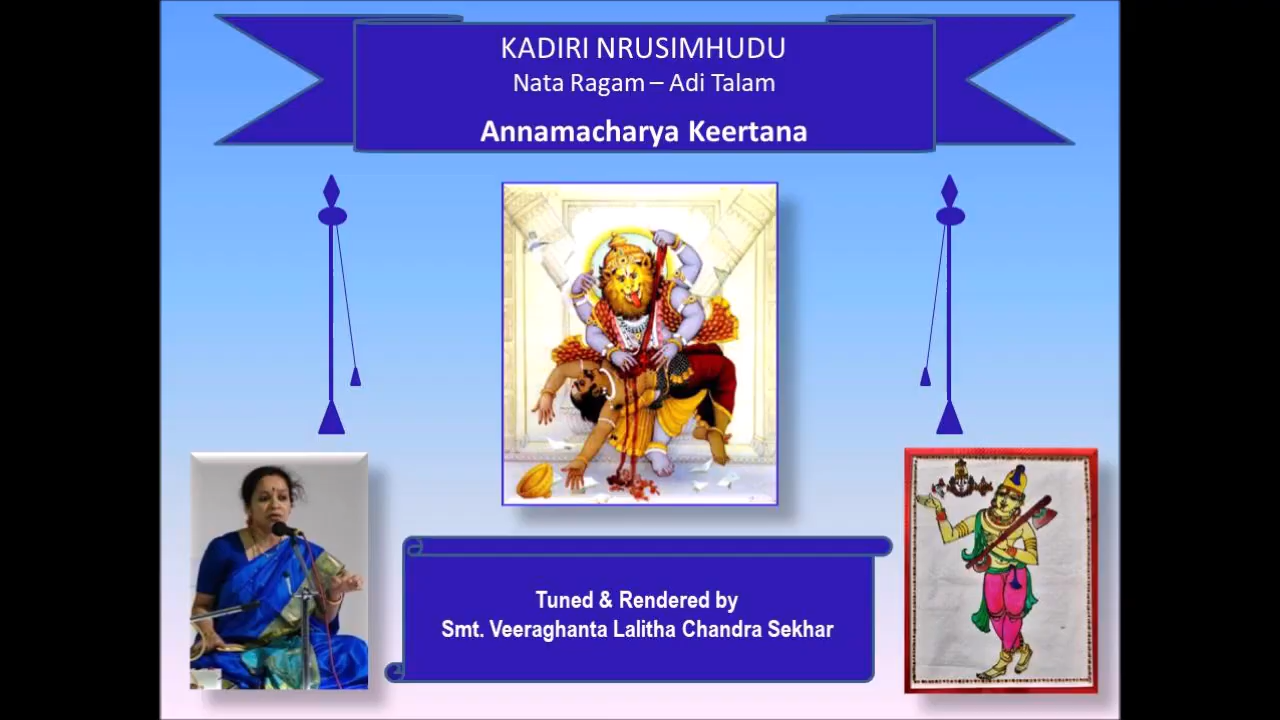 KADIRI NRUSIMHUDU
Nata Ragam – Adi Talam
Annamacharya Keertana
Tuned & Rendered by
Smt. Veeraghanta Lalitha Chandra Sekhar